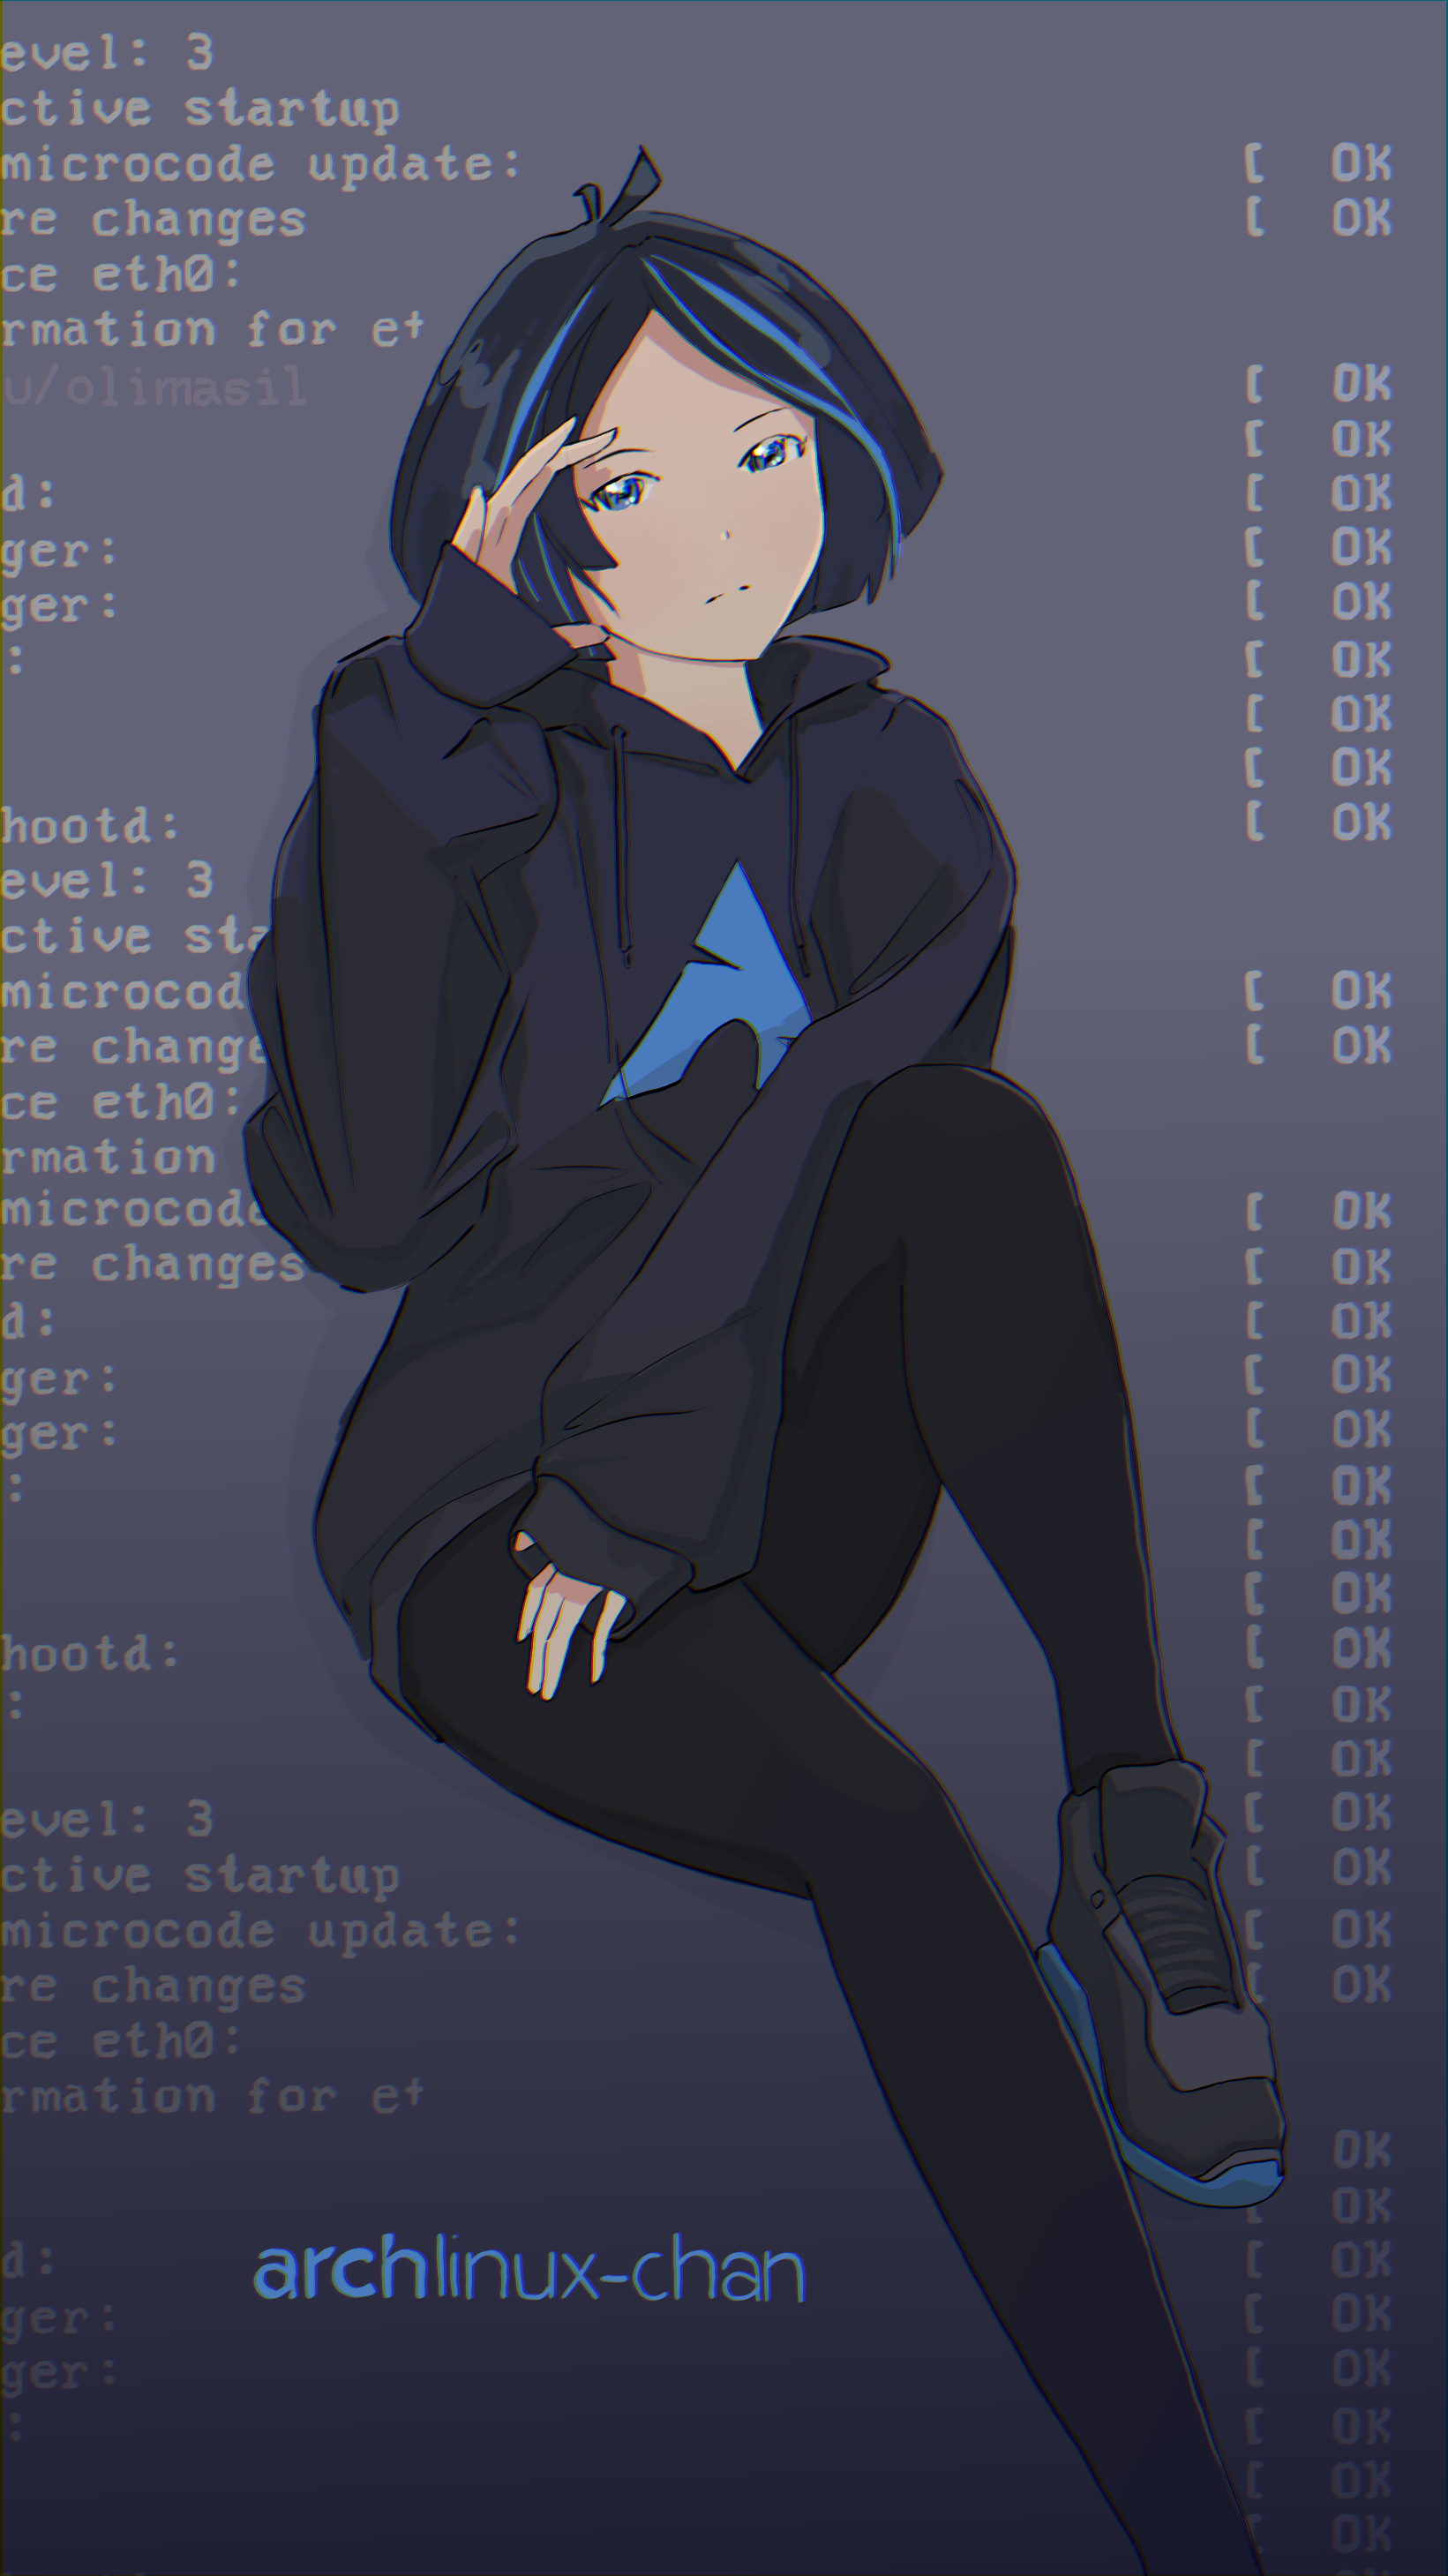 evel: 3
ctive startup
microcode update: [ OK
re changes [ OK
ce eth0:
rmation for et
u/olimasil [ OK
[ OK
d: [ OK
ger: [ OK
ger: [ OK
: [ OK
[ OK
[ OK
hootd: [ OK
evel: 3
ctive sta
microcod [ OK
re change [ OK
ce eth0:
rmation
microcode [ OK
re changes [ OK
d: [ OK
ger: [ OK
ger: [ OK
: [ OK
[ OK
[ OK
hootd: [ OK
: [ OK
[ OK
evel: 3 [ OK
ctive startup [ OK
microcode update: [ OK
re changes [ OK
ce eth0:
rmation for et
OK
OK
d: [ OK
archlinux-chan
ger: [ OK
ger: [ OK
: [ OK
[ OK
[ OK